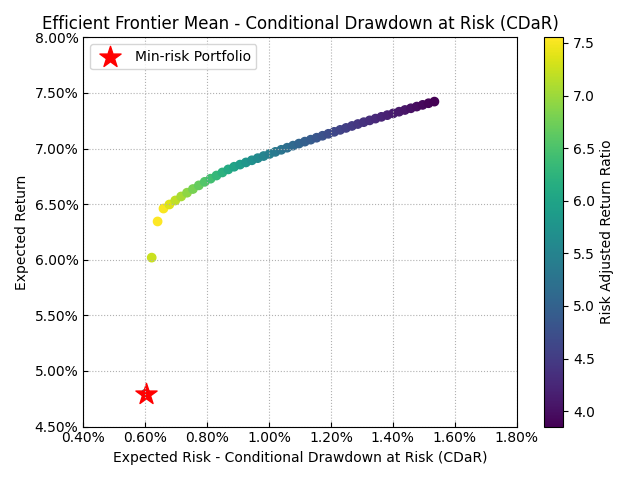 Efficient Frontier Mean - Conditional Drawdown at Risk (CDaR)
Min-risk Portfolio
8.00%
7.50%
7.00%
6.50%
6.00%
5.50%
5.00%
4.50%
Expected Return
0.40% 0.60% 0.80% 1.00% 1.20% 1.40% 1.60% 1.80%
Expected Risk - Conditional Drawdown at Risk (CDaR)
7.5
7.0
6.5
6.0
5.5
5.0
4.5
4.0
Risk Adjusted Return Ratio